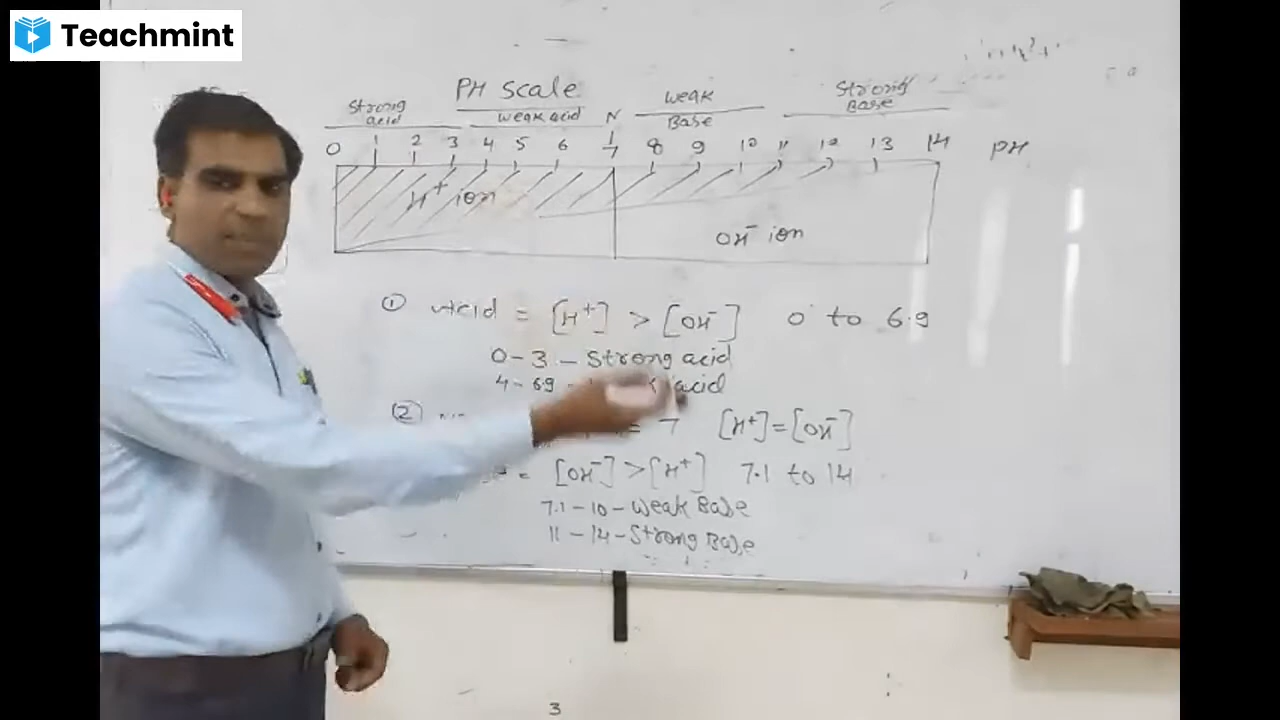 Teachmint
PH Scale
Strong acid
weak acid
N
weak Base
Strong Base
0 1 2 3 4 5 6 7 8 9 10 11 12 13 14 PH
H+ ion
OH- ion
① Acid = [H+] > [OH-] 0 to 6.9
0 - 3 - Strong acid
4 - 6.9 - acid
② = 7 [H+] = [OH-]
= [OH-] > [H+] 7.1 to 14
7.1 - 10 - Weak Base
11 - 14 - Strong Base
3